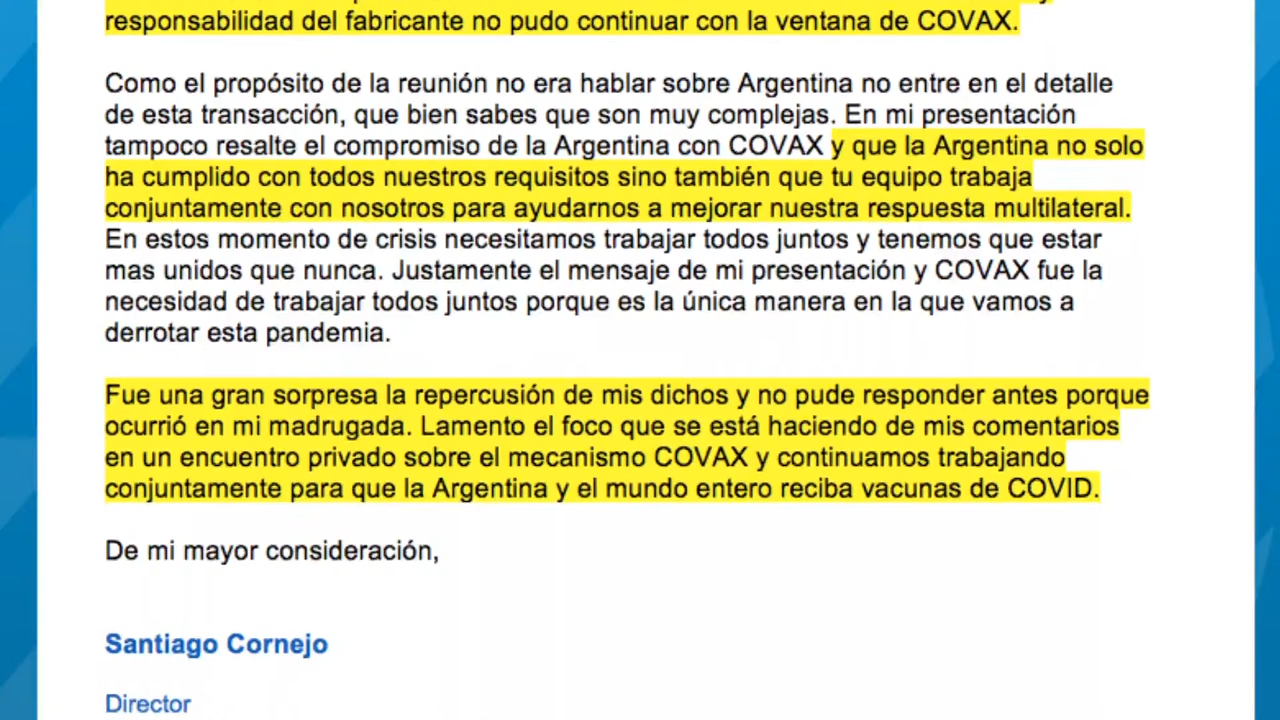 responsabilidad del fabricante no pudo continuar con la ventana de COVAX.
Como el propósito de la reunión no era hablar sobre Argentina no entre en el detalle
de esta transacción, que bien sabes que son muy complejas. En mi presentación
tampoco resalte el compromiso de la Argentina con COVAX y que la Argentina no solo
ha cumplido con todos nuestros requisitos sino también que tu equipo trabaja
conjuntamente con nosotros para ayudarnos a mejorar nuestra respuesta multilateral.
En estos momento de crisis necesitamos trabajar todos juntos y tenemos que estar
mas unidos que nunca. Justamente el mensaje de mi presentación y COVAX fue la
necesidad de trabajar todos juntos porque es la única manera en la que vamos a
derrotar esta pandemia.
Fue una gran sorpresa la repercusión de mis dichos y no pude responder antes porque
ocurrió en mi madrugada. Lamento el foco que se está haciendo de mis comentarios
en un encuentro privado sobre el mecanismo COVAX y continuamos trabajando
conjuntamente para que la Argentina y el mundo entero reciba vacunas de COVID.
De mi mayor consideración,
Santiago Cornejo
Director